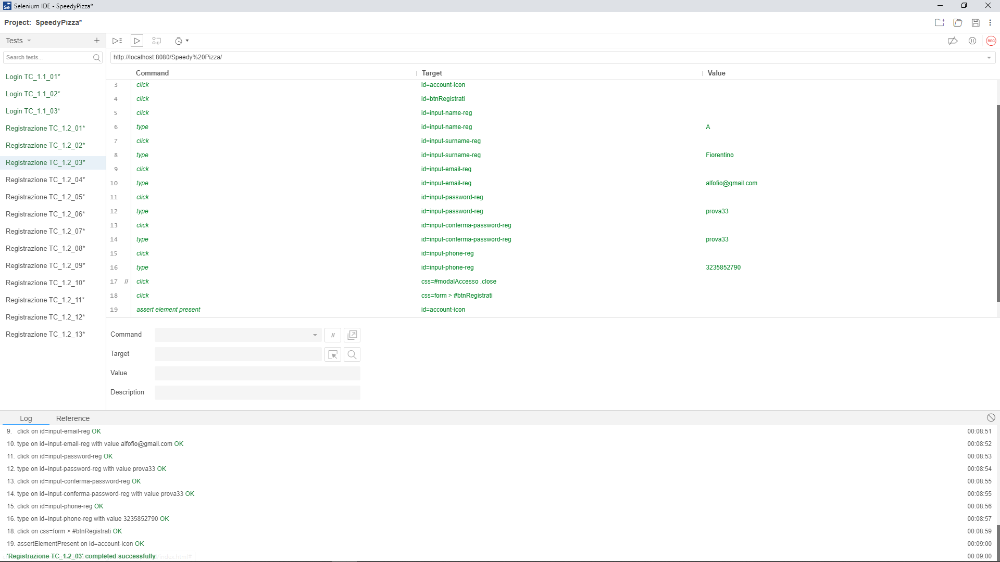 Selenium IDE - SpeedyPizza*
Project: SpeedyPizza*
Tests
Search tests...
http://localhost:8080/Speedy%20Pizza/
REC
Login TC_1.1_01*
Login TC_1.1_02*
Login TC_1.1_03*
Registrazione TC_1.2_01*
Registrazione TC_1.2_02*
Registrazione TC_1.2_03*
Registrazione TC_1.2_04*
Registrazione TC_1.2_05*
Registrazione TC_1.2_06*
Registrazione TC_1.2_07*
Registrazione TC_1.2_08*
Registrazione TC_1.2_09*
Registrazione TC_1.2_10*
Registrazione TC_1.2_11*
Registrazione TC_1.2_12*
Registrazione TC_1.2_13*
Command Target Value
3 click id=account-icon
4 click id=btnRegistrati
5 click id=input-name-reg
6 type id=input-name-reg A
7 click id=input-surname-reg
8 type id=input-surname-reg Fiorentino
9 click id=input-email-reg
10 type id=input-email-reg alfofio@gmail.com
11 click id=input-password-reg
12 type id=input-password-reg prova33
13 click id=input-conferma-password-reg
14 type id=input-conferma-password-reg prova33
15 click id=input-phone-reg
16 type id=input-phone-reg 3235852790
17 // click css=#modalAccesso .close
18 click css=form > #btnRegistrati
19 assert element present id=account-icon
Command //
Target
Value
Description
Log Reference
9. click on id=input-email-reg OK 00:08:51
10. type on id=input-email-reg with value alfofio@gmail.com OK 00:08:52
11. click on id=input-password-reg OK 00:08:53
12. type on id=input-password-reg with value prova33 OK 00:08:54
13. click on id=input-conferma-password-reg OK 00:08:55
14. type on id=input-conferma-password-reg with value prova33 OK 00:08:55
15. click on id=input-phone-reg OK 00:08:56
16. type on id=input-phone-reg with value 3235852790 OK 00:08:57
18. click on css=form > #btnRegistrati OK 00:08:59
19. assertElementPresent on id=account-icon OK 00:09:00
'Registrazione TC_1.2_03' completed successfully 00:09:00